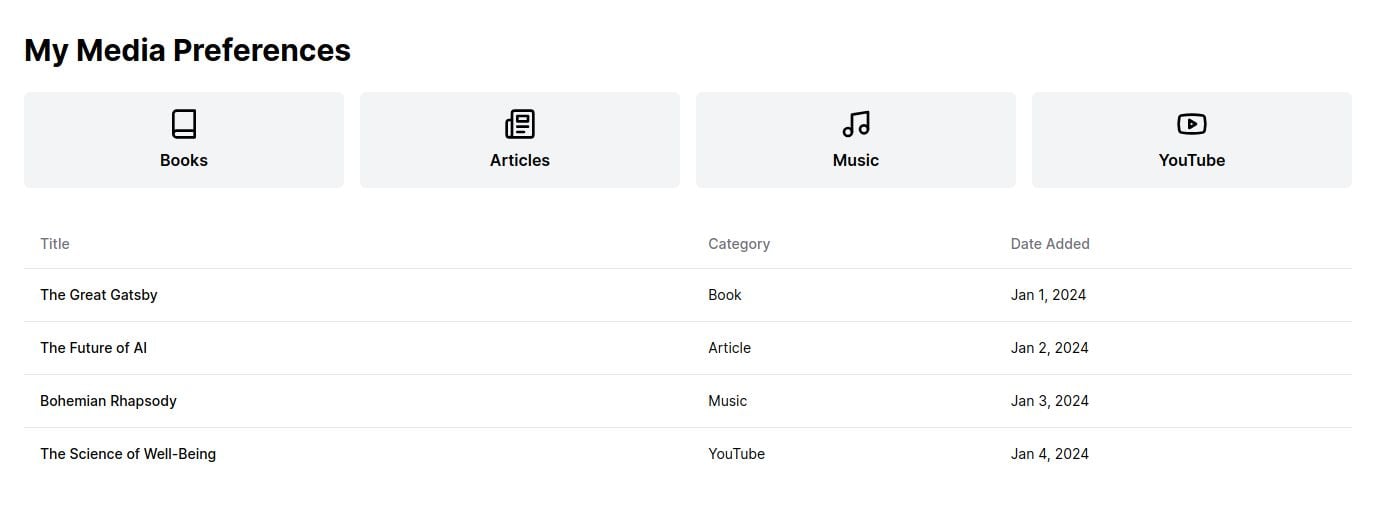 My Media Preferences
Books
Articles
Music
YouTube
Title Category Date Added
The Great Gatsby Book Jan 1, 2024
The Future of AI Article Jan 2, 2024
Bohemian Rhapsody Music Jan 3, 2024
The Science of Well-Being YouTube Jan 4, 2024